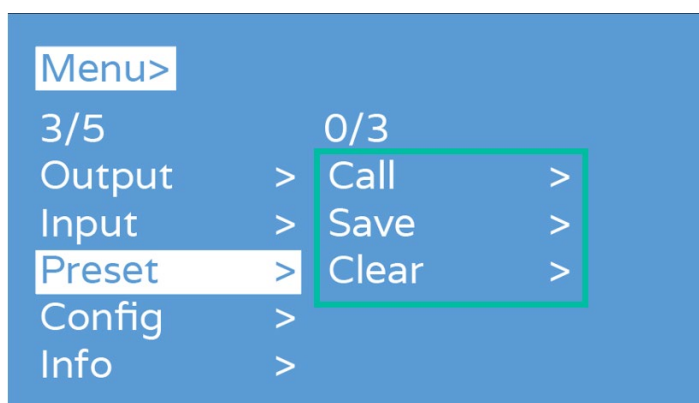 Menu>
3/5 0/3
Output > Call >
Input > Save >
Preset > Clear >
Config >
Info >